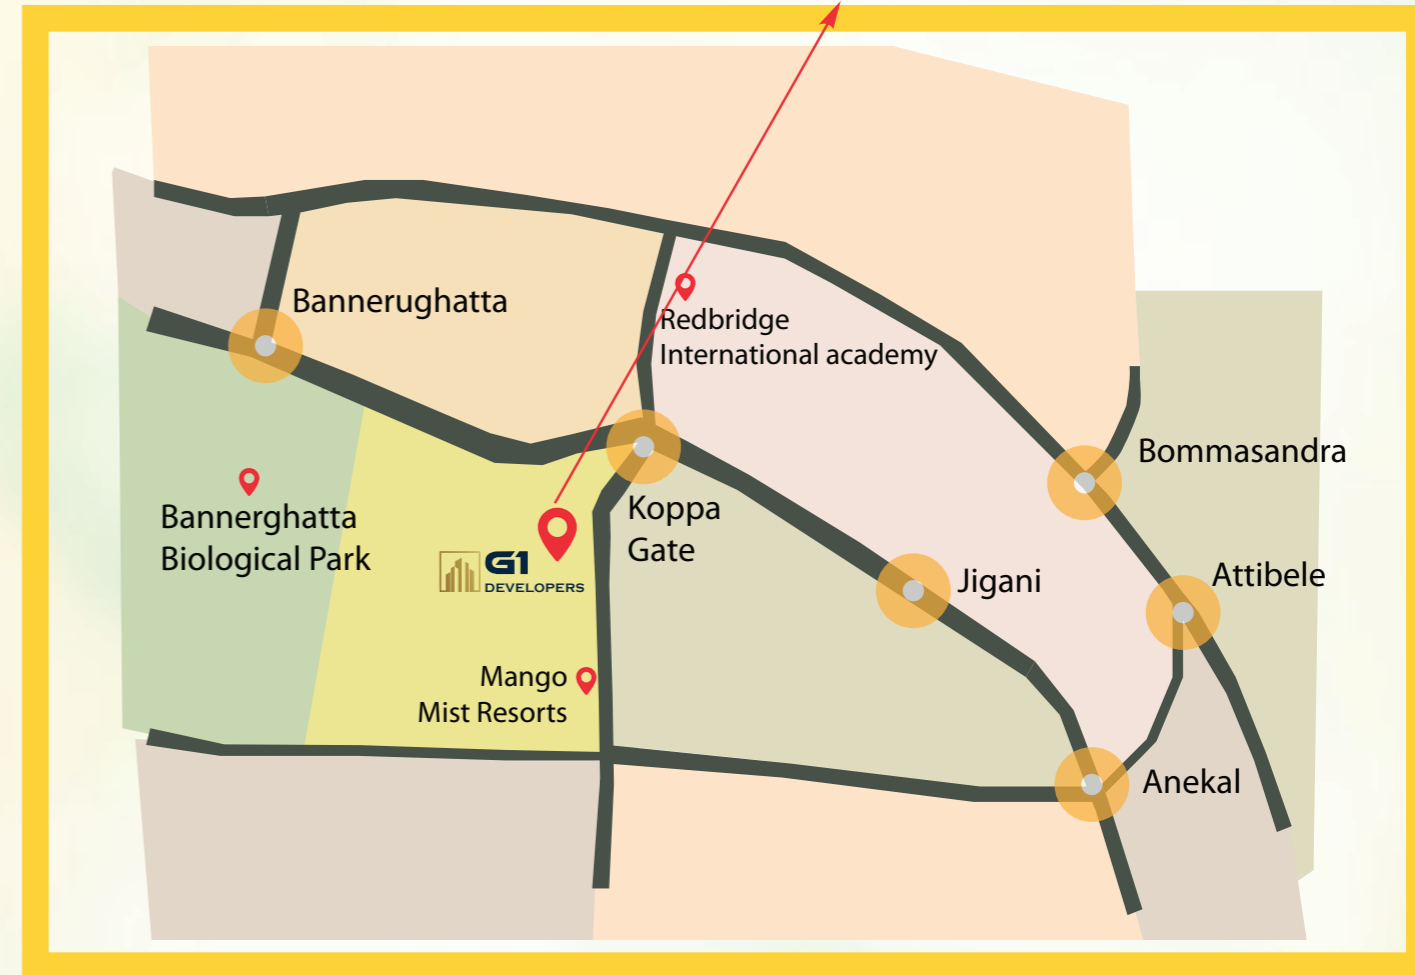 Bannerughatta
Redbridge
International academy
Bommasandra
Koppa
Gate
Bannerghatta
Biological Park
G1
DEVELOPERS
Jigani
Attibele
Mango
Mist Resorts
Anekal